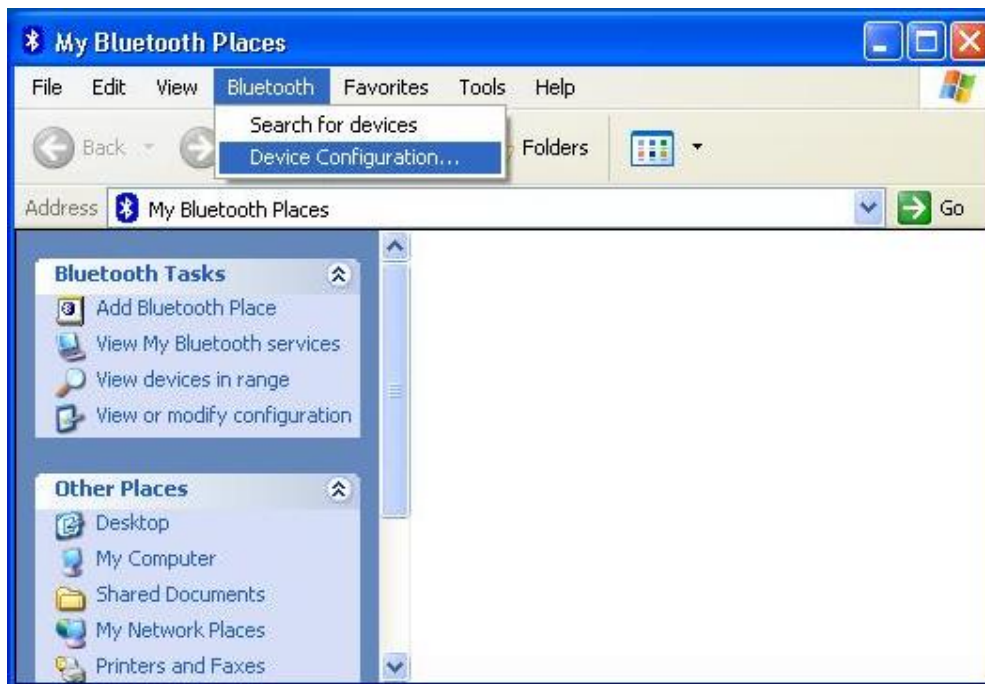 My Bluetooth Places
File Edit View Bluetooth Favorites Tools Help
Search for devices
Device Configuration...
Back Folders
Address My Bluetooth Places Go
Bluetooth Tasks
Add Bluetooth Place
View My Bluetooth services
View devices in range
View or modify configuration
Other Places
Desktop
My Computer
Shared Documents
My Network Places
Printers and Faxes